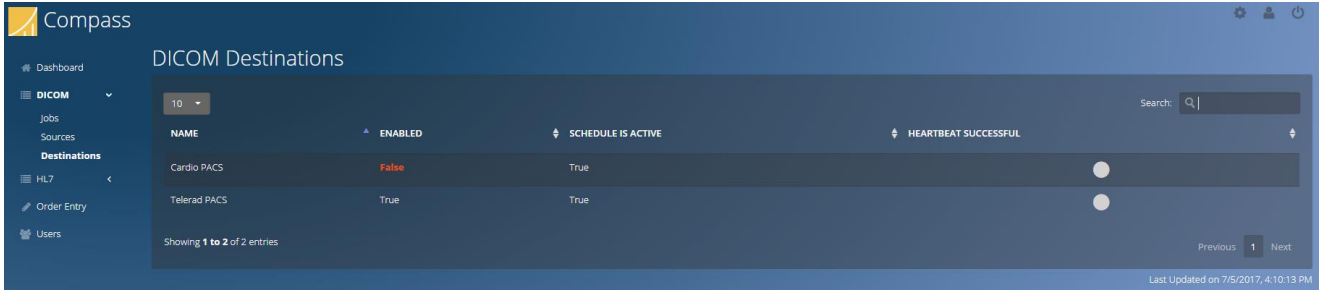 Compass
Dashboard
DICOM
Jobs
Sources
Destinations
HL7
Order Entry
Users
DICOM Destinations
10
Search:
NAME ENABLED SCHEDULE IS ACTIVE HEARTBEAT SUCCESSFUL
Cardio PACS False True
Telerad PACS True True
Showing 1 to 2 of 2 entries
Previous 1 Next
Last Updated on 7/5/2017, 4:10:13 PM